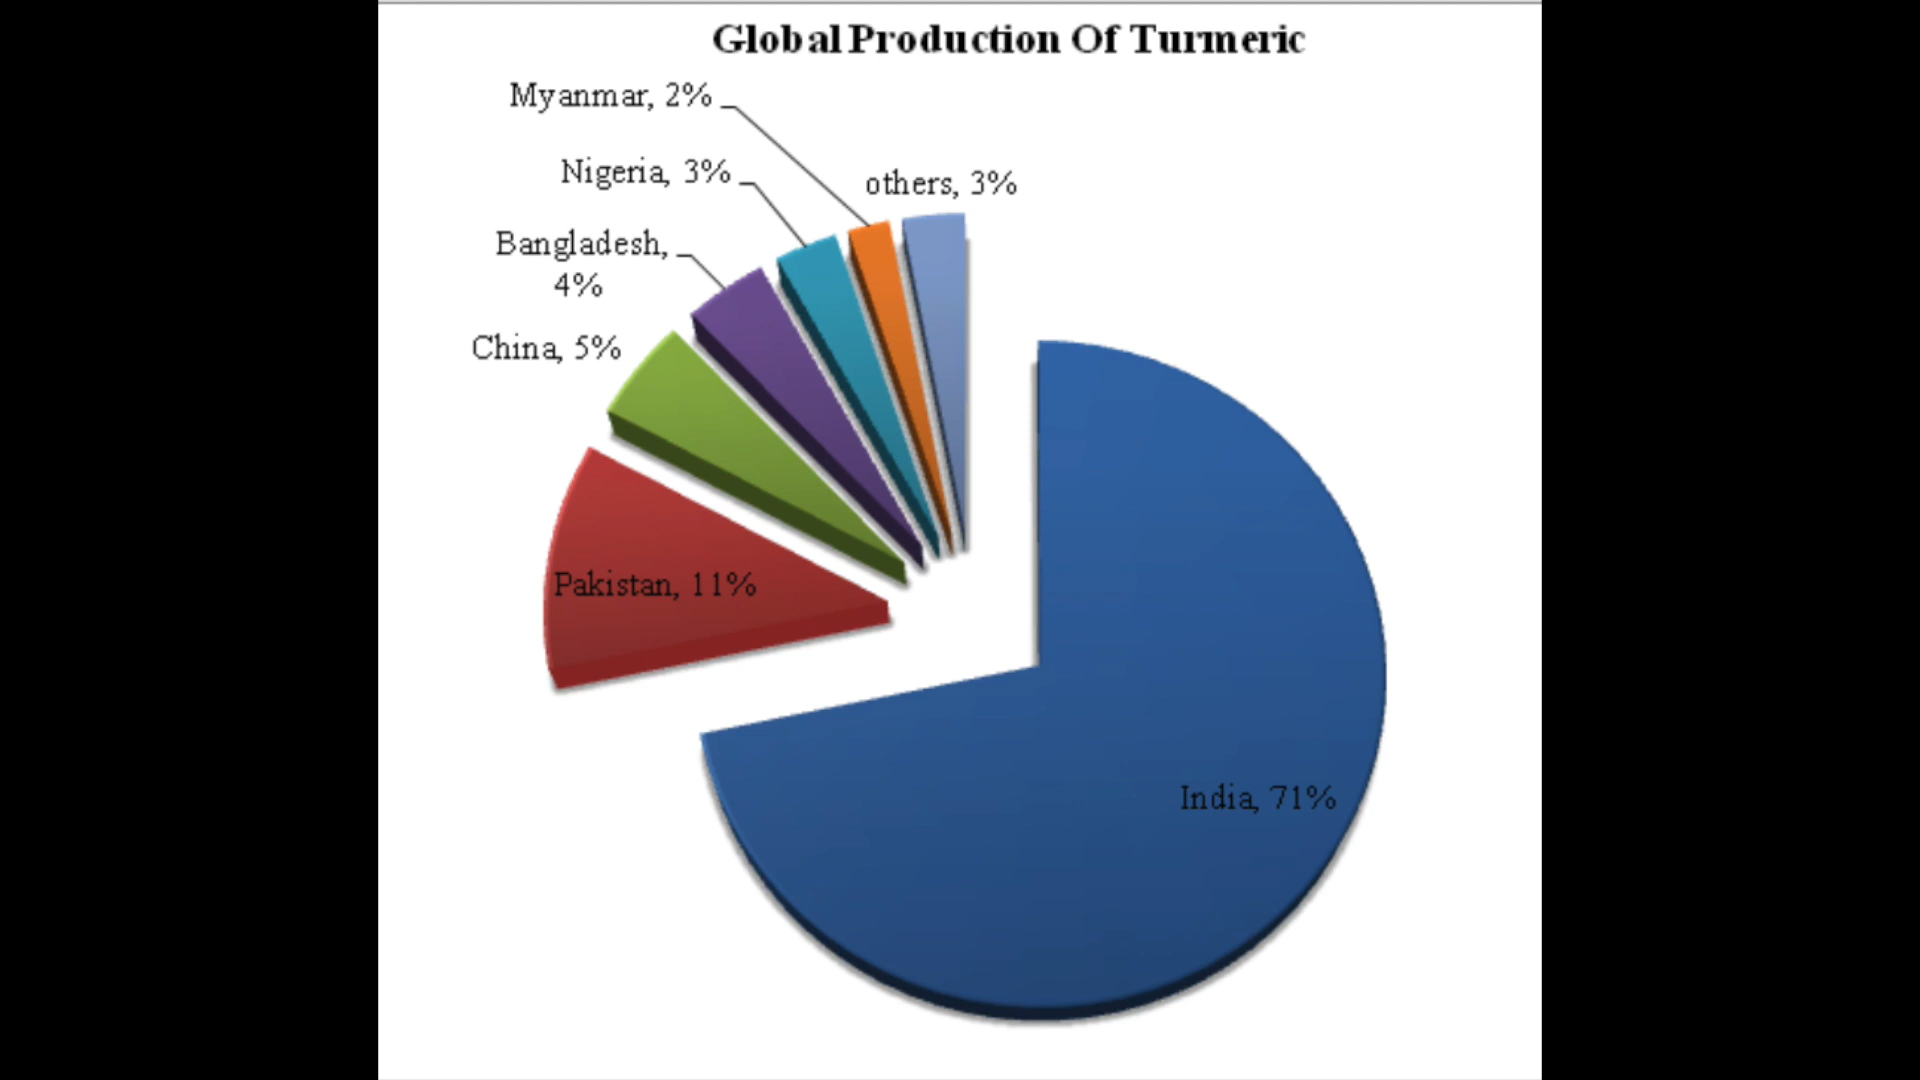 Global Production Of Turmeric
Myanmar, 2%
Nigeria, 3%
others, 3%
Bangladesh,
4%
China, 5%
Pakistan, 11%
India, 71%